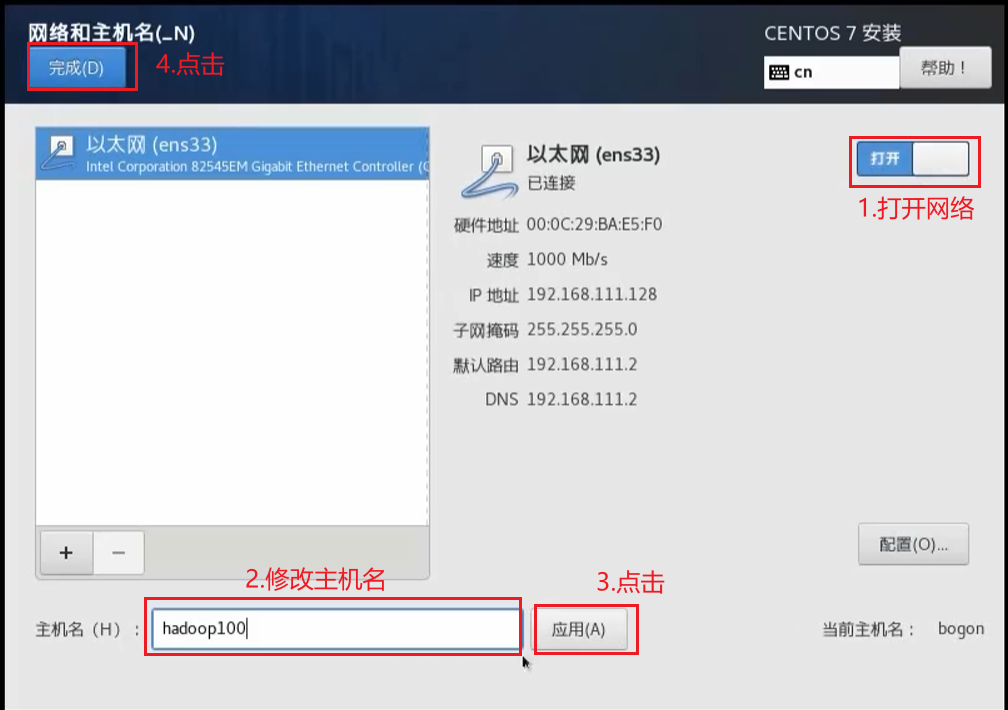 网络和主机名(_N)
CENTOS 7 安装
完成(D)
4.点击
cn
帮助！
以太网 (ens33)
Intel Corporation 82545EM Gigabit Ethernet Controller (C
以太网 (ens33)
已连接
打开
1.打开网络
硬件地址 00:0C:29:BA:E5:F0
速度 1000 Mb/s
IP 地址 192.168.111.128
子网掩码 255.255.255.0
默认路由 192.168.111.2
DNS 192.168.111.2
+ −
配置(O)...
2.修改主机名
3.点击
主机名（H）： hadoop100 应用(A) 当前主机名： bogon